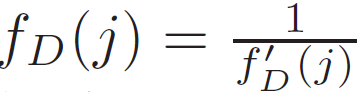 f_D(j) = \frac{1}{f'_D(j)}